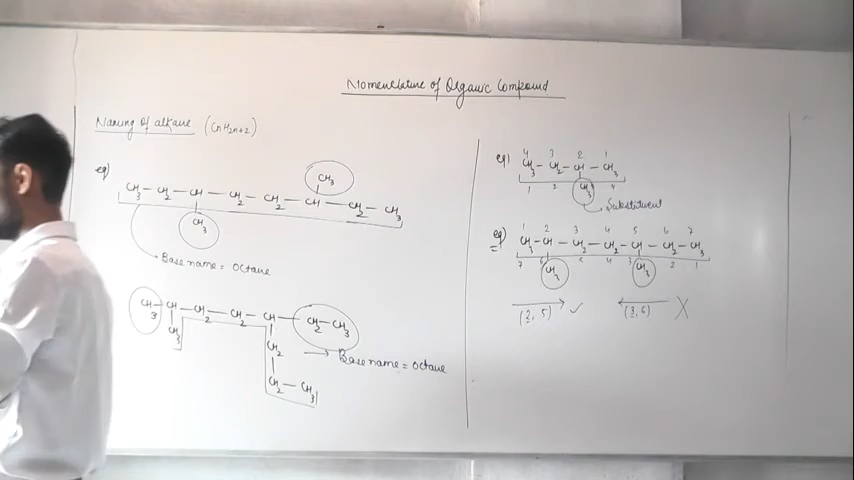 Nomenclature of Organic Compound
Naming of alkane (CnH2n+2)
eg)
CH3
CH3 - CH2 - CH - CH2 - CH2 - CH - CH2 - CH3
CH3
Base name = Octane
CH3 - CH - CH2 - CH2 - CH - CH2 - CH3
CH3
CH2
Base name = Octane
CH2 - CH3
eg)
4 3 2 1
CH3 - CH2 - CH - CH3
1 2 4
CH3
Substituent
eg)
1 2 3 4 5 6 7
CH3 - CH - CH2 - CH2 - CH - CH2 - CH3
7 6 5 4 3 2 1
CH3 CH3
(2, 5) ✓ (3, 6) X